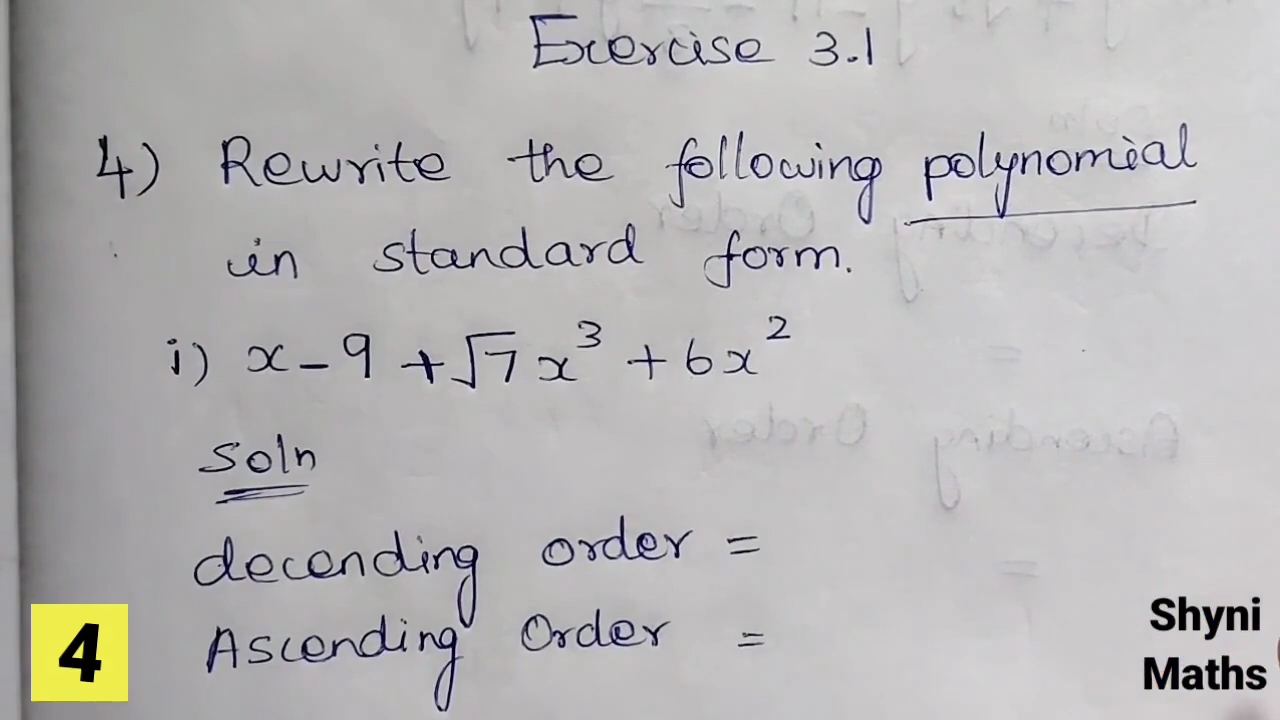 Exercise 3.1
4) Rewrite the following polynomial
in standard form.
i) x - 9 + √7 x³ + 6x²
Soln
decending order =
Ascending Order =
4
Shyni
Maths